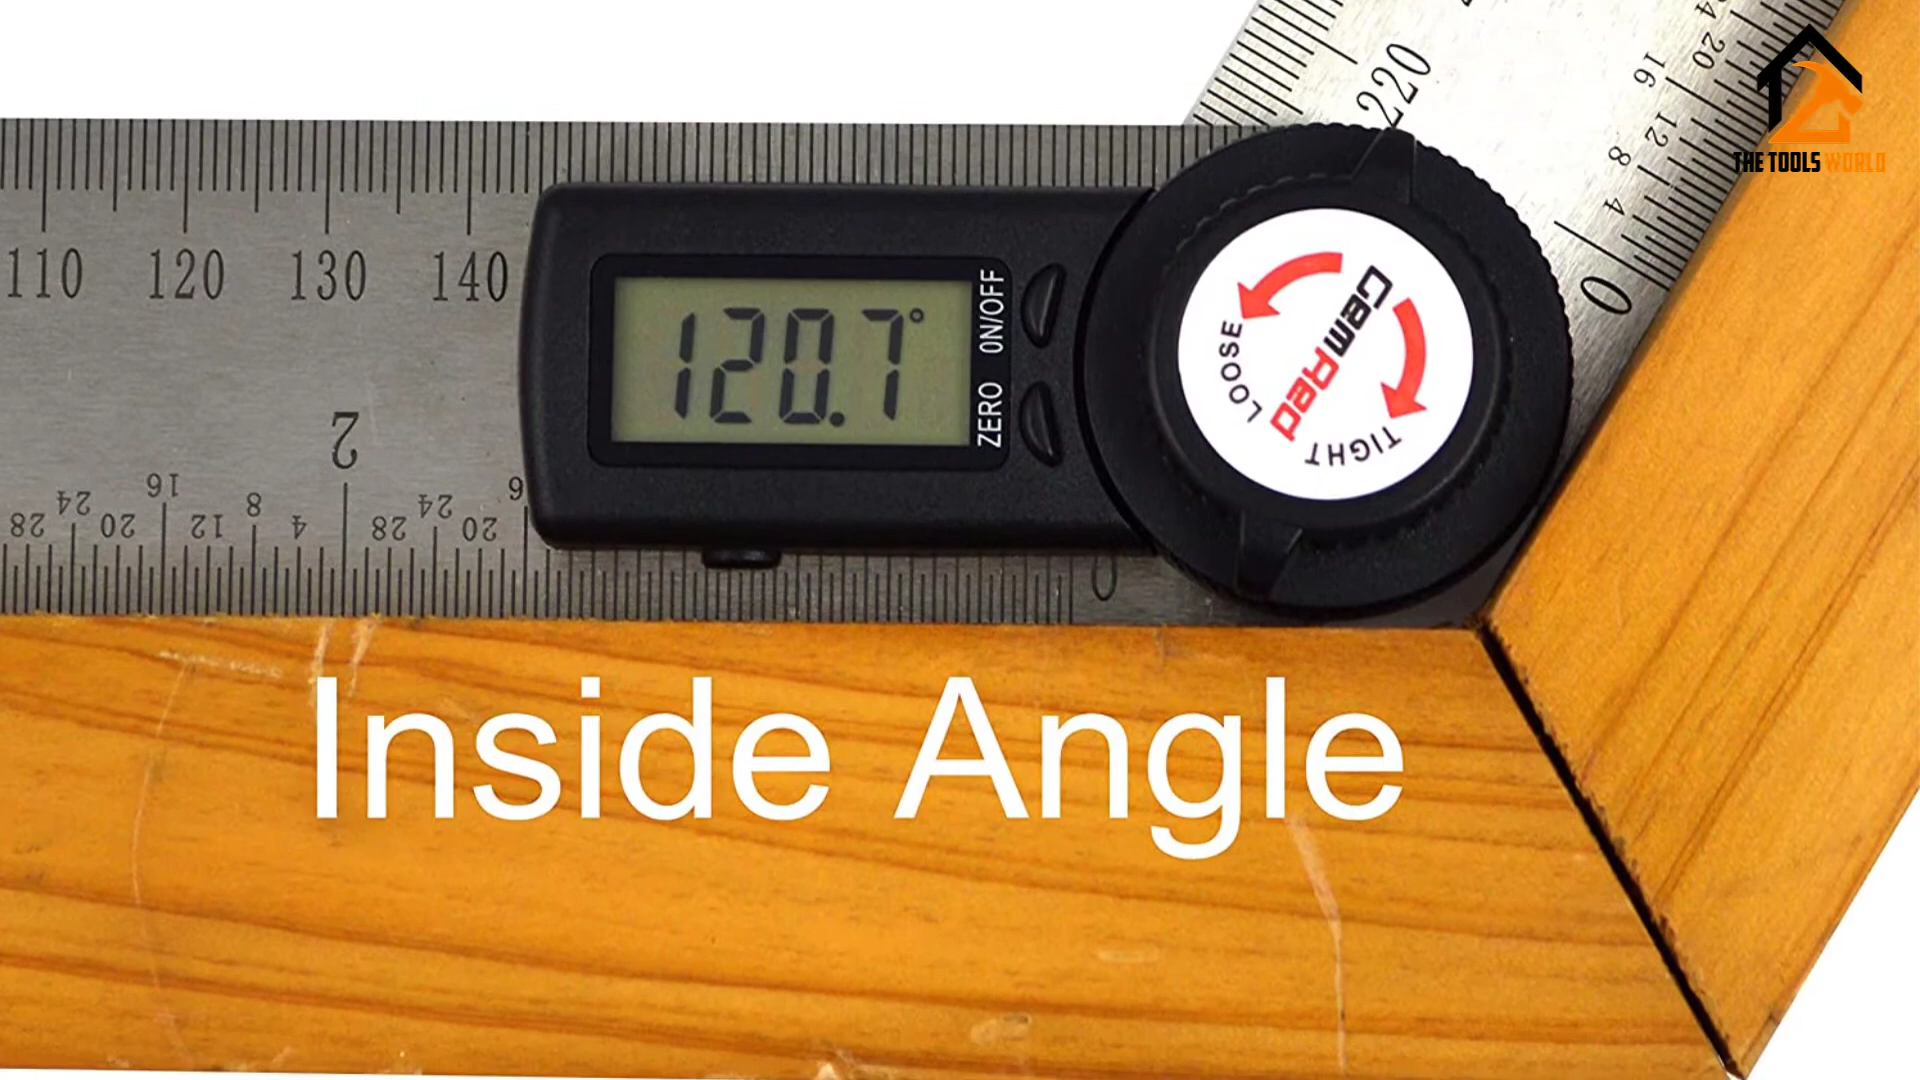 220
24
20
16
12
8
4
0
THE TOOLS WORLD
110 120 130 140
120.7°
ON/OFF
ZERO
LOOSE
GemRed
TIGHT
2
28 24 20 16 12 8 4 28 24 20
0
Inside Angle